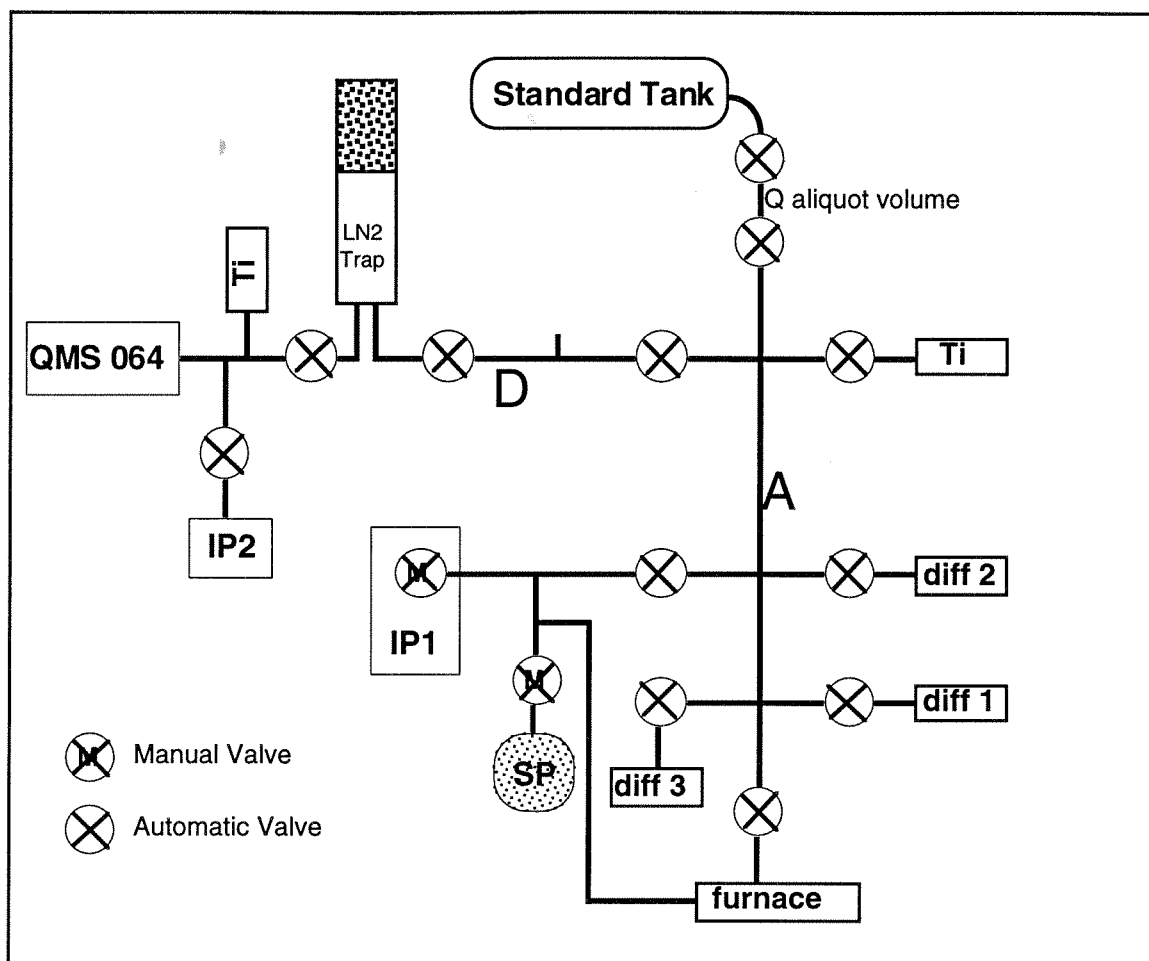 Standard Tank
Q aliquot volume
LN2
Trap
Ti
QMS 064
Ti
D
A
IP2
M
IP1
diff 2
M
diff 1
SP
diff 3
M Manual Valve
Automatic Valve
furnace